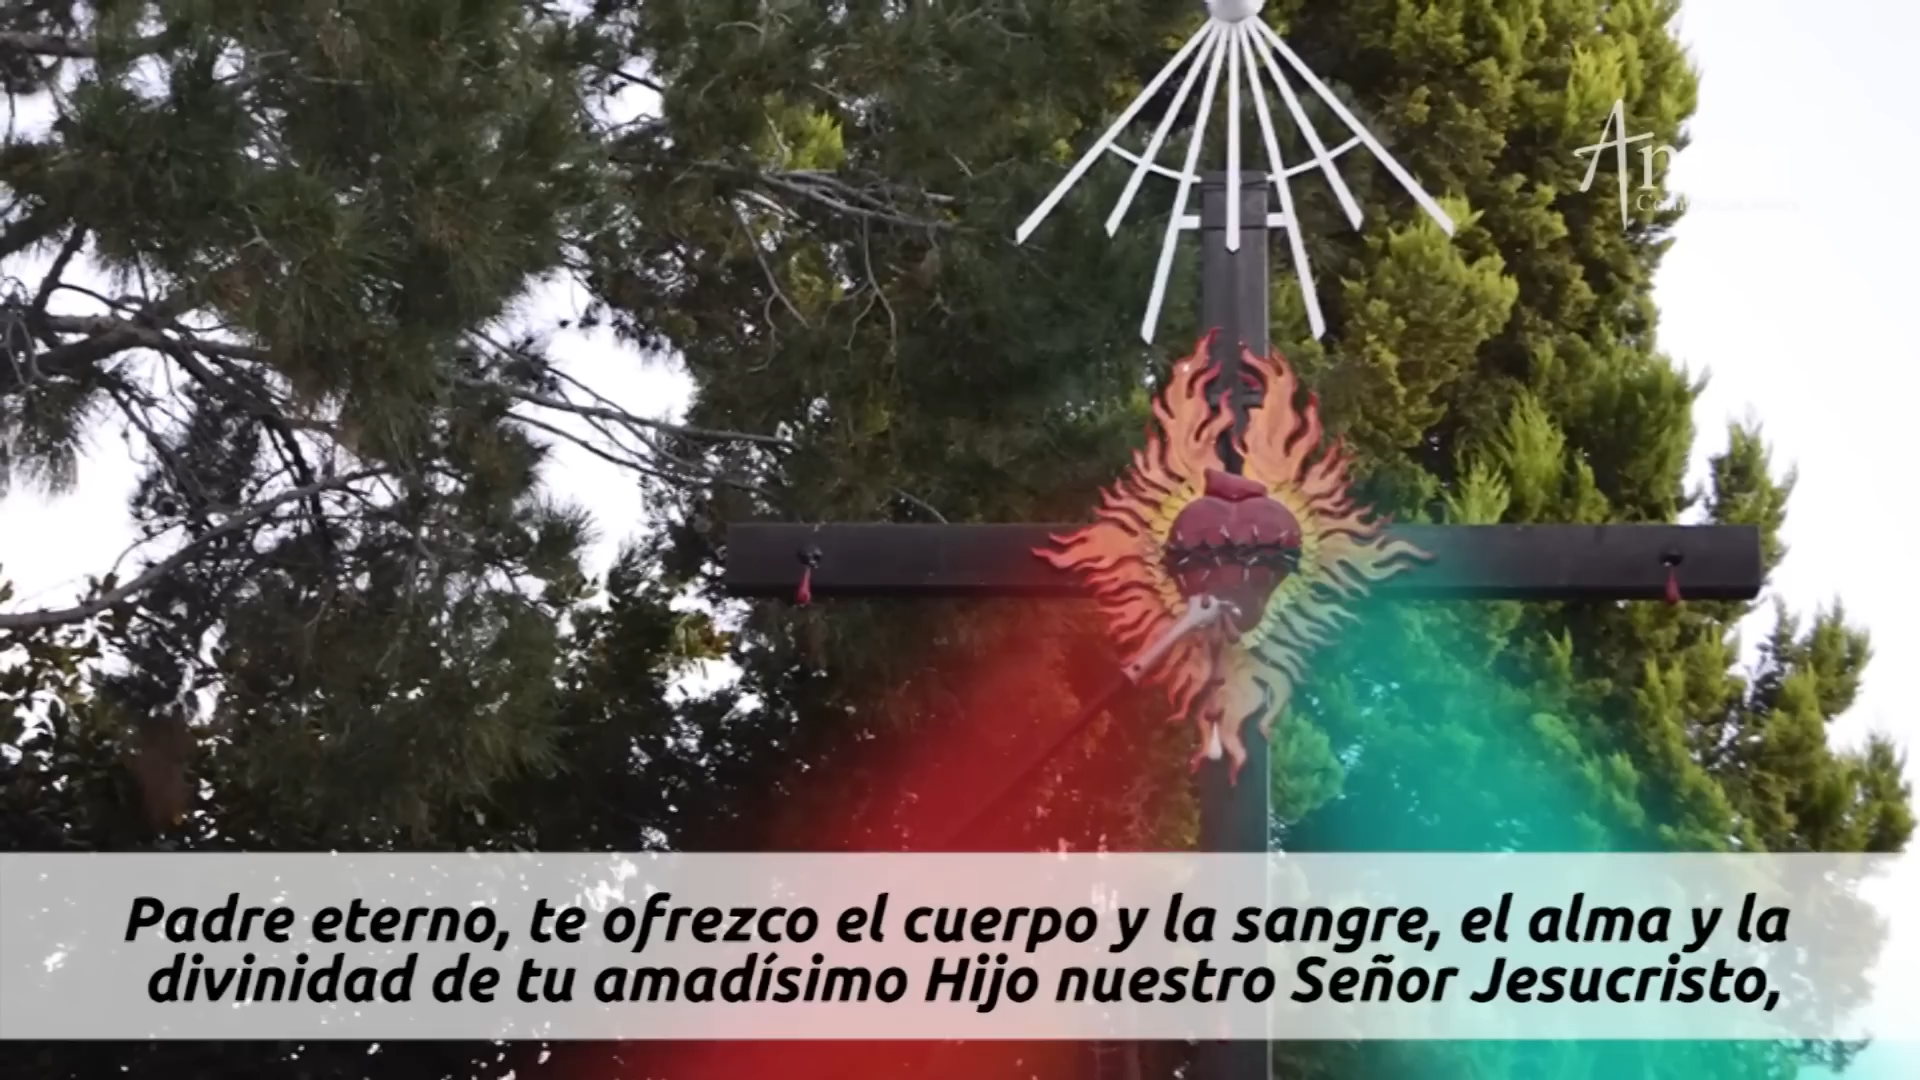 Padre eterno, te ofrezco el cuerpo y la sangre, el alma y la
divinidad de tu amadísimo Hijo nuestro Señor Jesucristo,